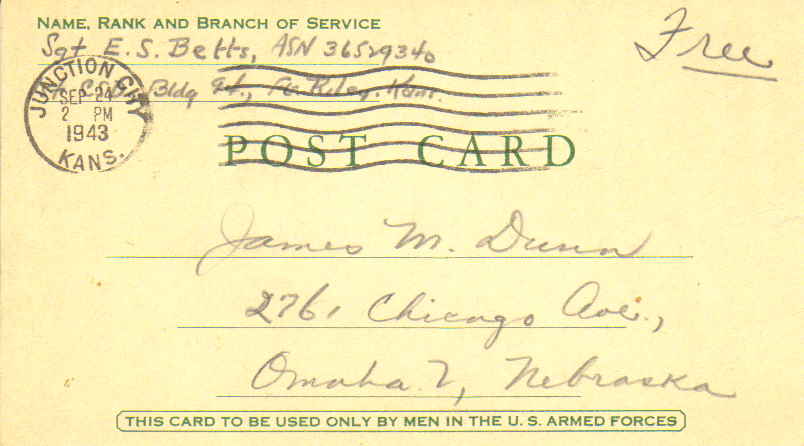 NAME, RANK AND BRANCH OF SERVICE
Sgt E. S. Betts, ASN 36529340
Free
Bldg Ft. Riley, Kans.
JUNCTION CITY
SEP 24
2 PM
1943
KANS.
POST CARD
James M. Dunn
2761 Chicago Ave.,
Omaha 2, Nebraska
THIS CARD TO BE USED ONLY BY MEN IN THE U. S. ARMED FORCES